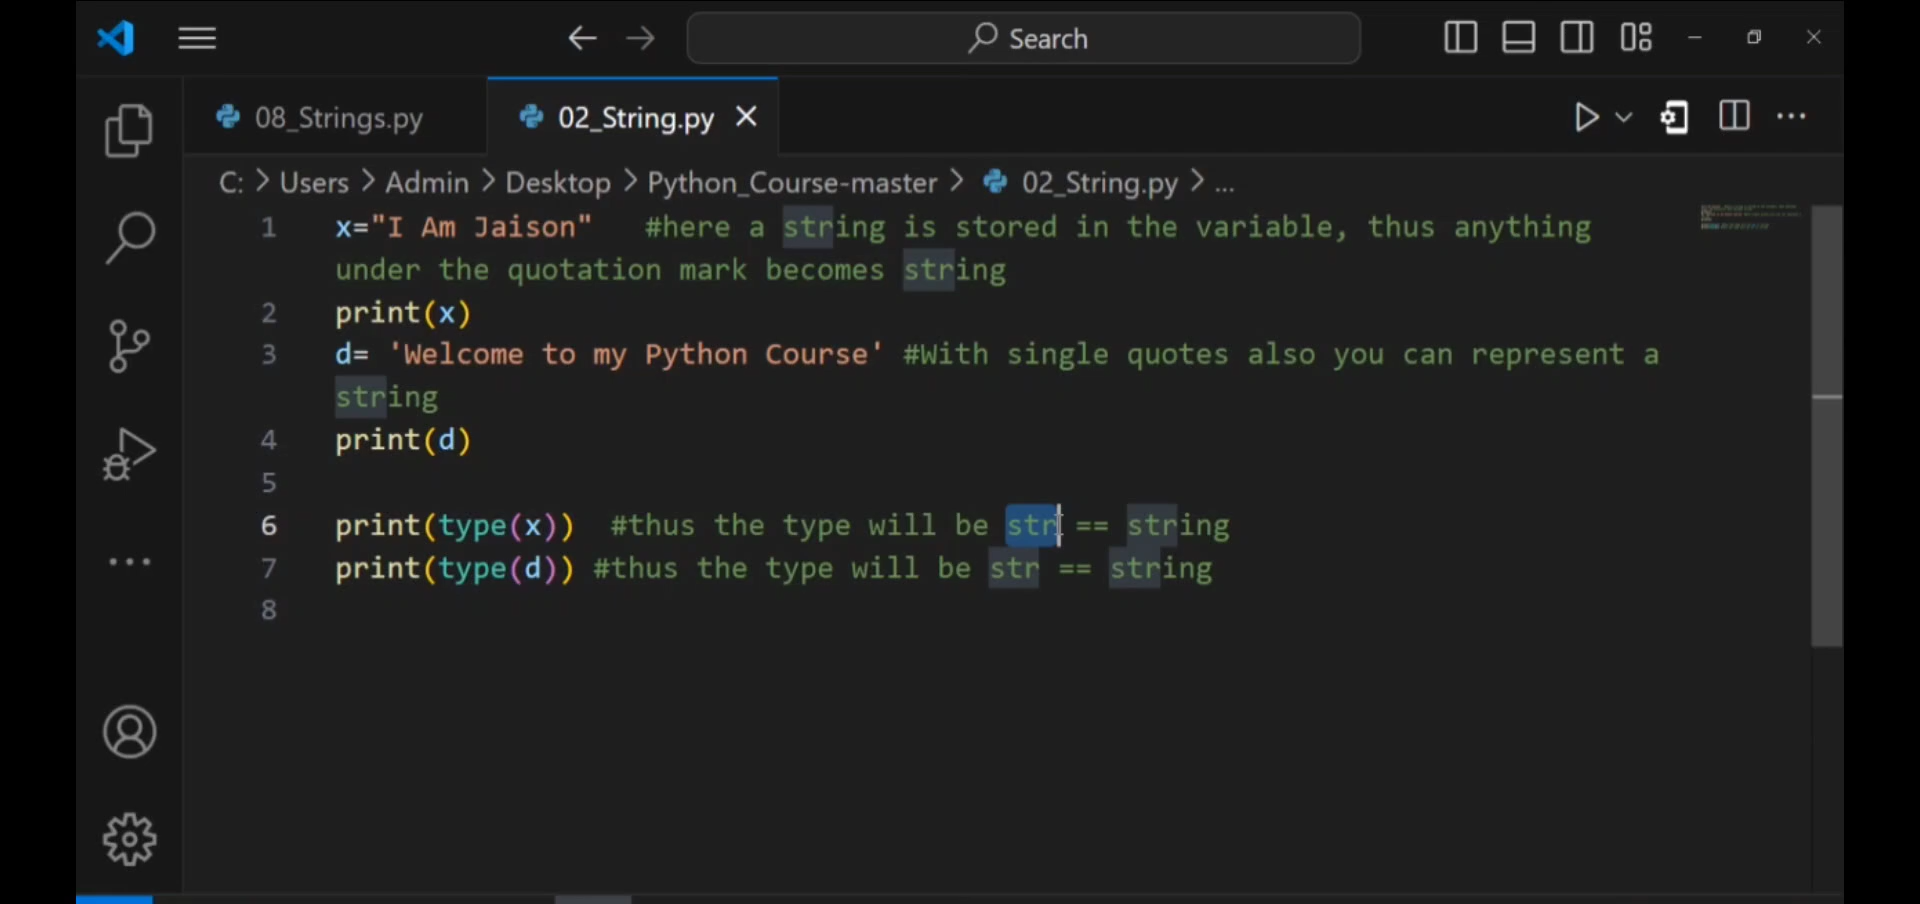 Search
08_Strings.py
02_String.py
C: > Users > Admin > Desktop > Python_Course-master > 02_String.py > ...
1 x="I Am Jaison" #here a string is stored in the variable, thus anything
under the quotation mark becomes string
2 print(x)
3 d= 'Welcome to my Python Course' #With single quotes also you can represent a
string
4 print(d)
5
6 print(type(x)) #thus the type will be str == string
7 print(type(d)) #thus the type will be str == string
8